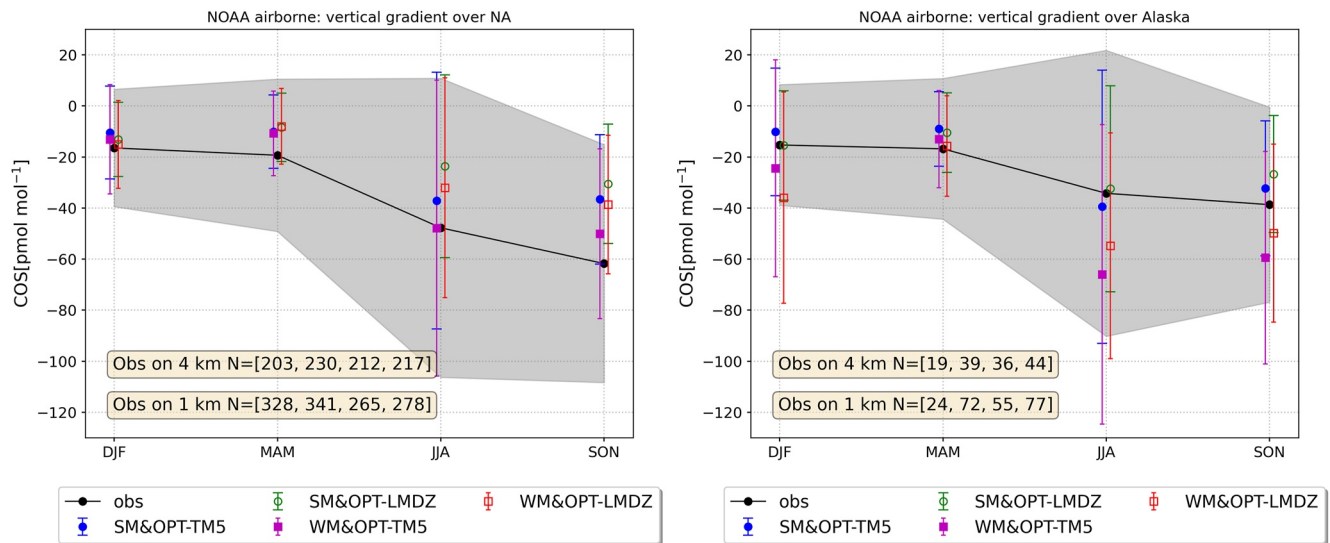 NOAA airborne: vertical gradient over NA
COS[pmol mol⁻¹]
20
0
−20
−40
−60
−80
−100
−120
Obs on 4 km N=[203, 230, 212, 217]
Obs on 1 km N=[328, 341, 265, 278]
DJF MAM JJA SON
obs SM&OPT-LMDZ WM&OPT-LMDZ
SM&OPT-TM5 WM&OPT-TM5
NOAA airborne: vertical gradient over Alaska
COS[pmol mol⁻¹]
20
0
−20
−40
−60
−80
−100
−120
Obs on 4 km N=[19, 39, 36, 44]
Obs on 1 km N=[24, 72, 55, 77]
DJF MAM JJA SON
obs SM&OPT-LMDZ WM&OPT-LMDZ
SM&OPT-TM5 WM&OPT-TM5